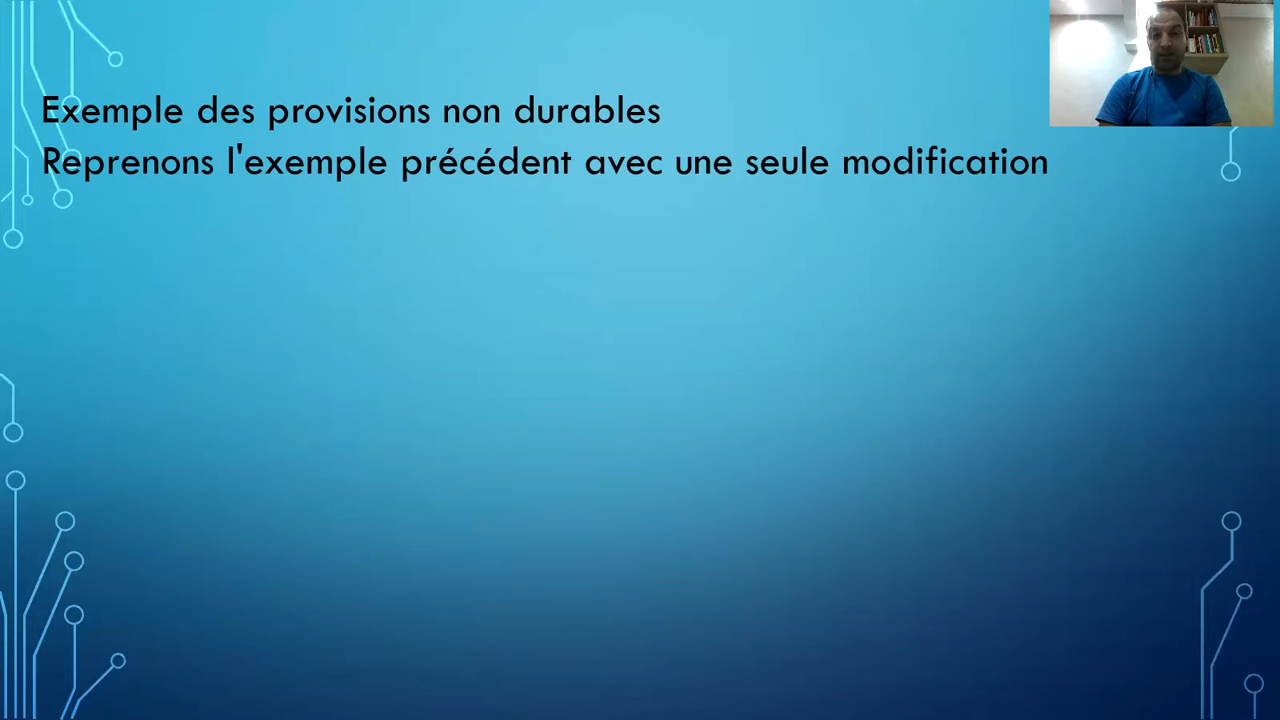 Exemple des provisions non durables
Reprenons l'exemple précédent avec une seule modification